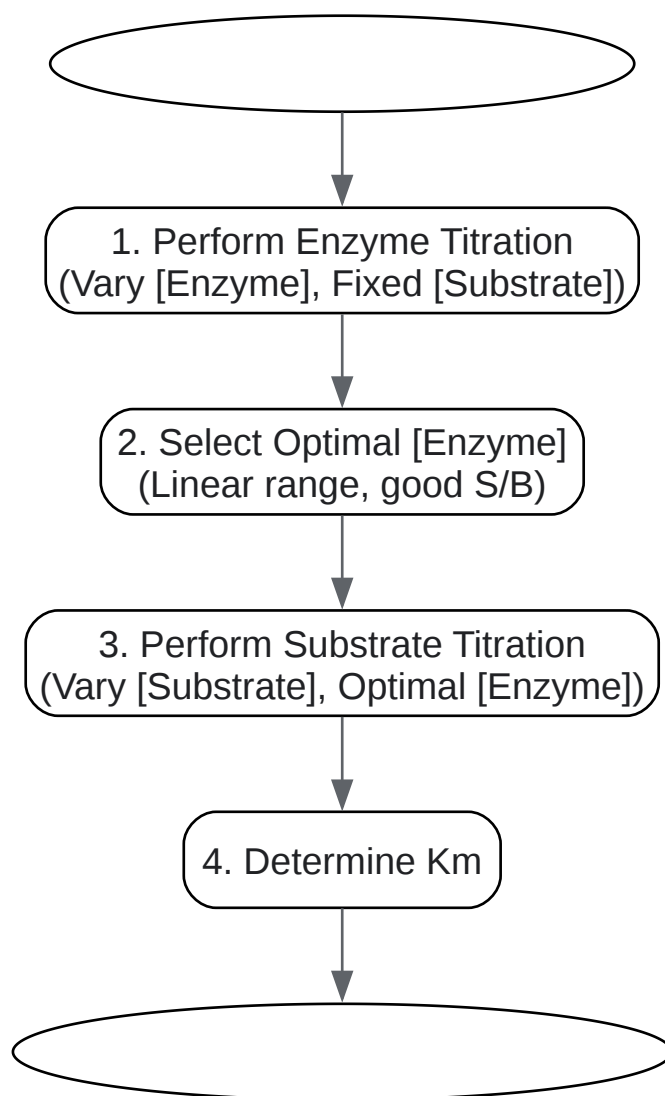 1. Perform Enzyme Titration
(Vary [Enzyme], Fixed [Substrate])
2. Select Optimal [Enzyme]
(Linear range, good S/B)
3. Perform Substrate Titration
(Vary [Substrate], Optimal [Enzyme])
4. Determine Km